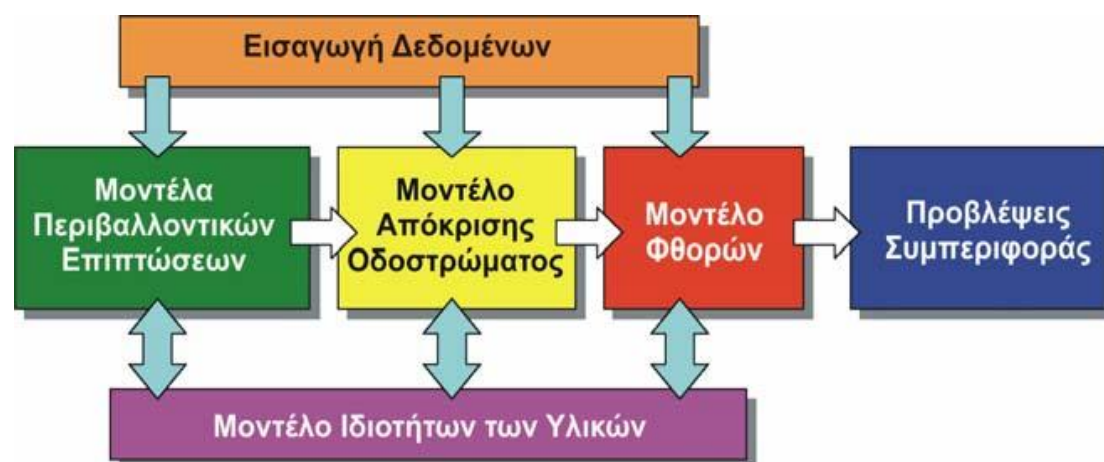 Εισαγωγή Δεδομένων
Μοντέλα
Περιβαλλοντικών
Επιπτώσεων
Μοντέλο
Απόκρισης
Οδοστρώματος
Μοντέλο
Φθορών
Προβλέψεις
Συμπεριφοράς
Μοντέλο Ιδιοτήτων των Υλικών